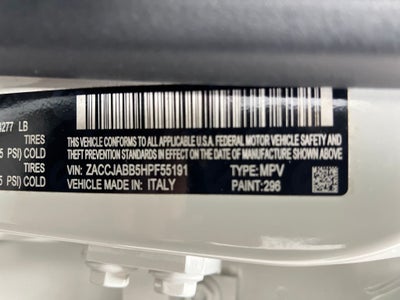 4277 LB
TIRES
5 PSI) COLD
TIRES
5 PSI) COLD
THIS VEHICLE CONFORMS TO ALL APPLICABLE U.S.A. FEDERAL MOTOR VEHICLE SAFETY AND
THEFT PREVENTION STANDARDS IN EFFECT ON THE DATE OF MANUFACTURE SHOWN ABOVE.
VIN: ZACCJABB5HPF55191
TYPE: MPV
VEHICLE MADE IN: ITALY
PAINT: 296